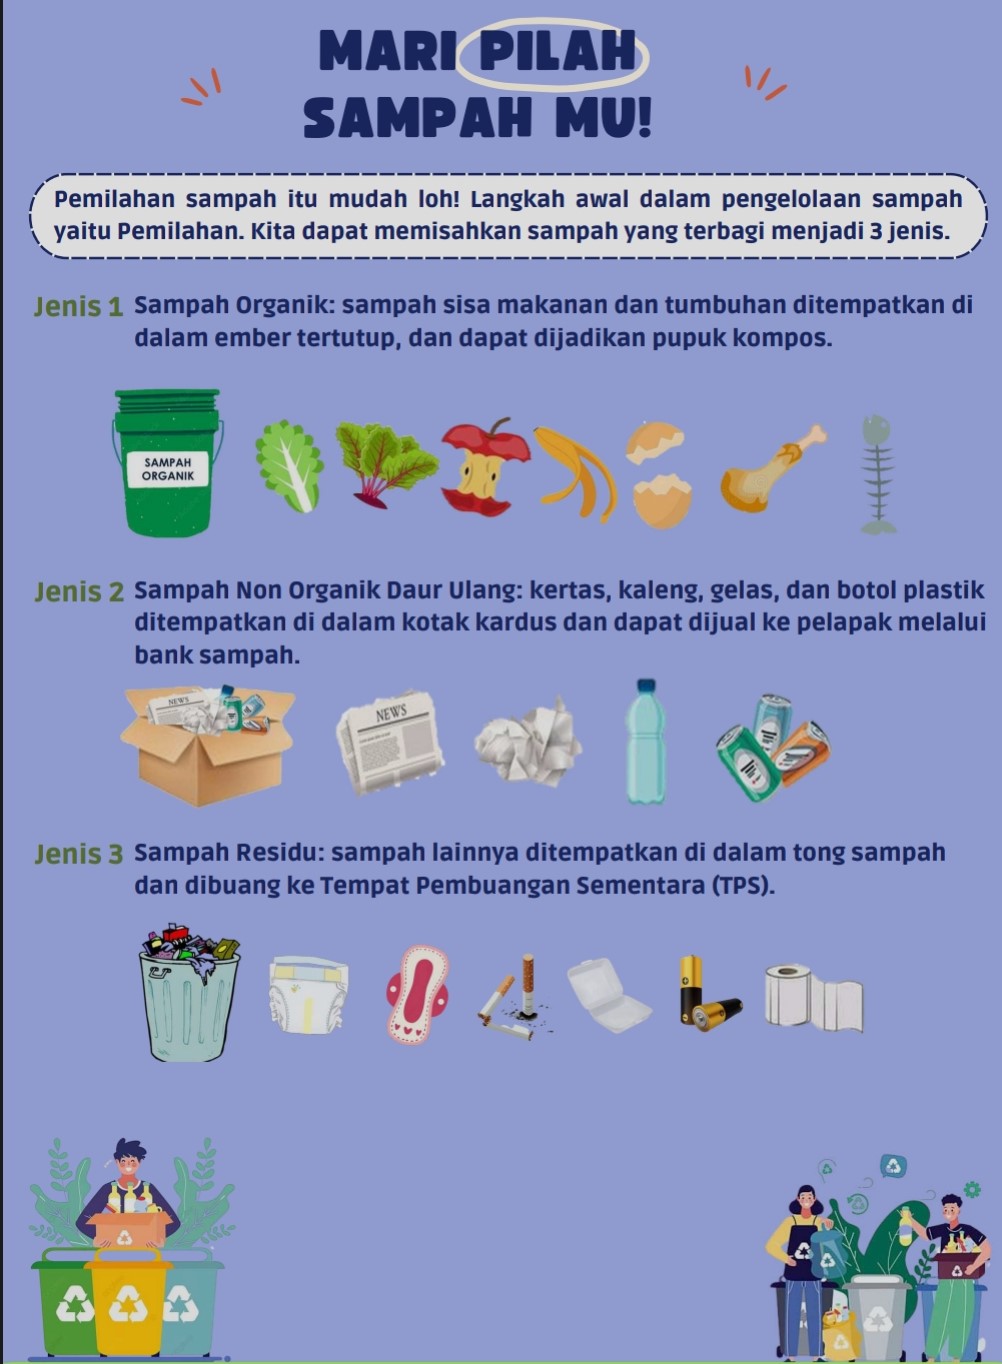 MARI PILAH
SAMPAH MU!
Pemilahan sampah itu mudah loh! Langkah awal dalam pengelolaan sampah
yaitu Pemilahan. Kita dapat memisahkan sampah yang terbagi menjadi 3 jenis.
Jenis 1 Sampah Organik: sampah sisa makanan dan tumbuhan ditempatkan di
dalam ember tertutup, dan dapat dijadikan pupuk kompos.
SAMPAH
ORGANIK
Jenis 2 Sampah Non Organik Daur Ulang: kertas, kaleng, gelas, dan botol plastik
ditempatkan di dalam kotak kardus dan dapat dijual ke pelapak melalui
bank sampah.
NEWS
NEWS
Jenis 3 Sampah Residu: sampah lainnya ditempatkan di dalam tong sampah
dan dibuang ke Tempat Pembuangan Sementara (TPS).